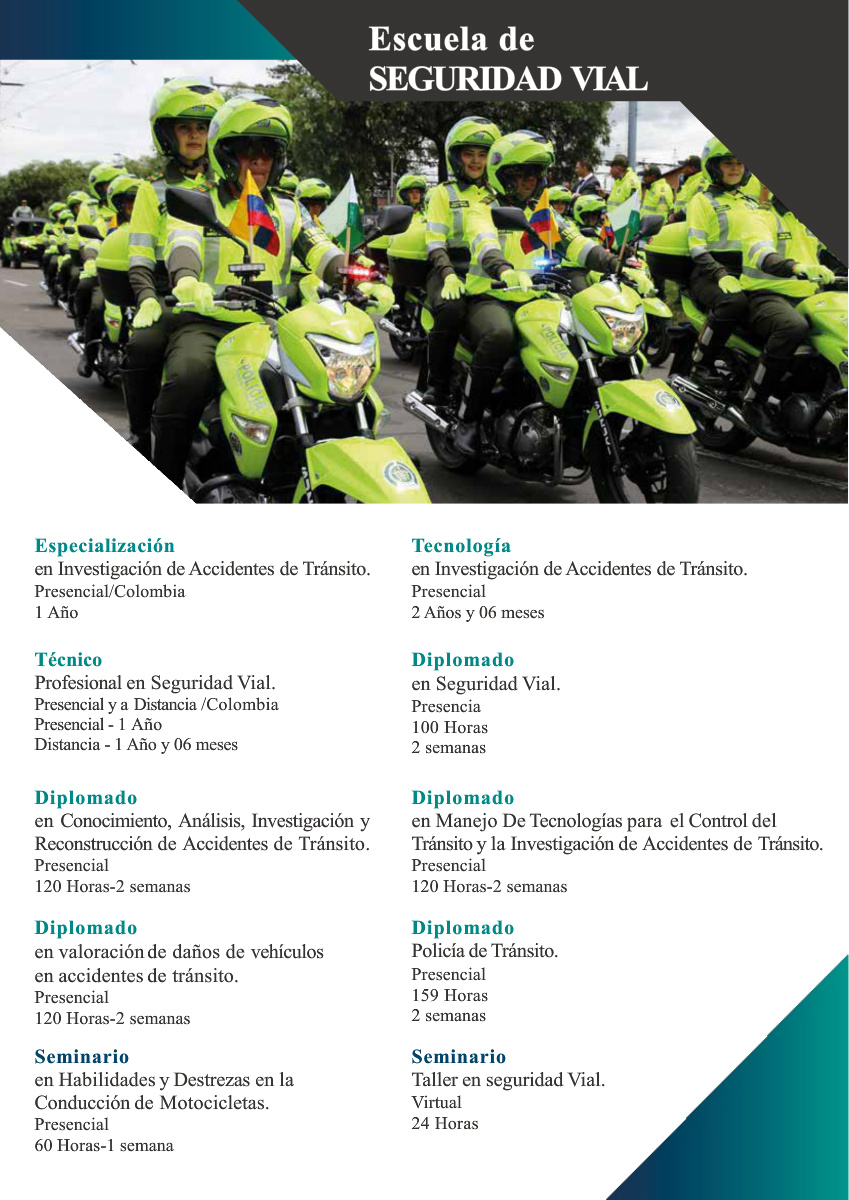 Escuela de
SEGURIDAD VIAL
POLICIA
Especialización
en Investigación de Accidentes de Tránsito.
Presencial/Colombia
1 Año
Técnico
Profesional en Seguridad Vial.
Presencial y a Distancia /Colombia
Presencial - 1 Año
Distancia - 1 Año y 06 meses
Diplomado
en Conocimiento, Análisis, Investigación y
Reconstrucción de Accidentes de Tránsito.
Presencial
120 Horas-2 semanas
Diplomado
en valoración de daños de vehículos
en accidentes de tránsito.
Presencial
120 Horas-2 semanas
Seminario
en Habilidades y Destrezas en la
Conducción de Motocicletas.
Presencial
60 Horas-1 semana
Tecnología
en Investigación de Accidentes de Tránsito.
Presencial
2 Años y 06 meses
Diplomado
en Seguridad Vial.
Presencia
100 Horas
2 semanas
Diplomado
en Manejo De Tecnologías para el Control del
Tránsito y la Investigación de Accidentes de Tránsito.
Presencial
120 Horas-2 semanas
Diplomado
Policía de Tránsito.
Presencial
159 Horas
2 semanas
Seminario
Taller en seguridad Vial.
Virtual
24 Horas